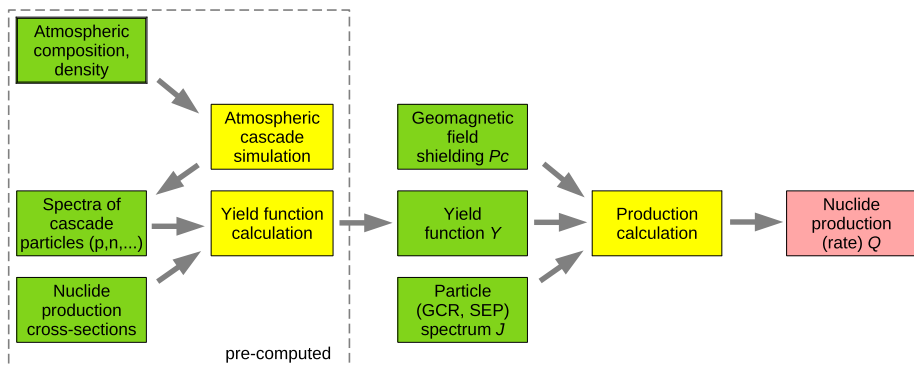 Atmospheric
composition,
density
Atmospheric
cascade
simulation
Spectra of
cascade
particles (p,n,...)
Yield function
calculation
Nuclide
production
cross-sections
pre-computed
Geomagnetic
field
shielding Pc
Yield
function Y
Particle
(GCR, SEP)
spectrum J
Production
calculation
Nuclide
production
(rate) Q